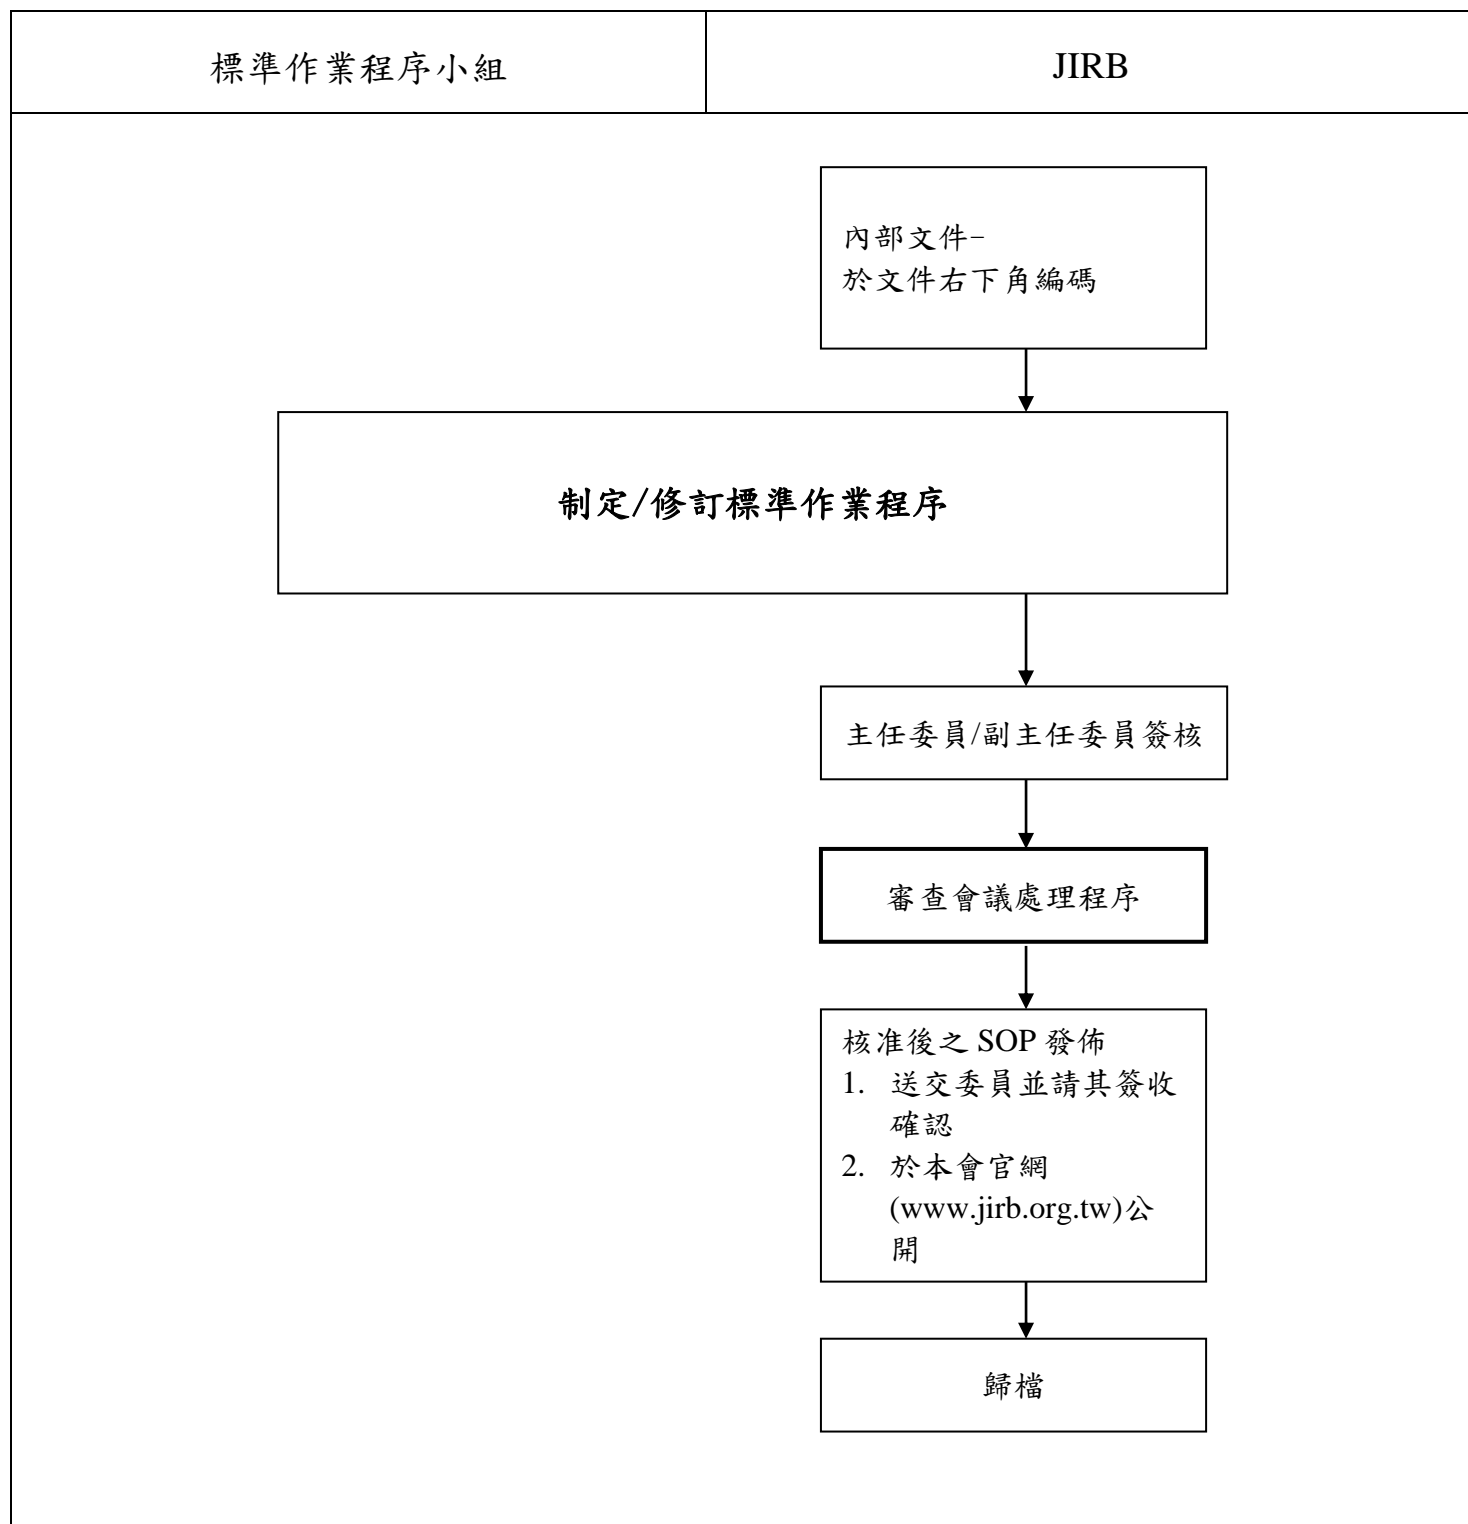 標準作業程序小組
JIRB
內部文件-
於文件右下角編碼
制定/修訂標準作業程序
主任委員/副主任委員簽核
審查會議處理程序
核准後之 SOP 發佈
1. 送交委員並請其簽收
確認
2. 於本會官網
(www.jirb.org.tw)公
開
歸檔